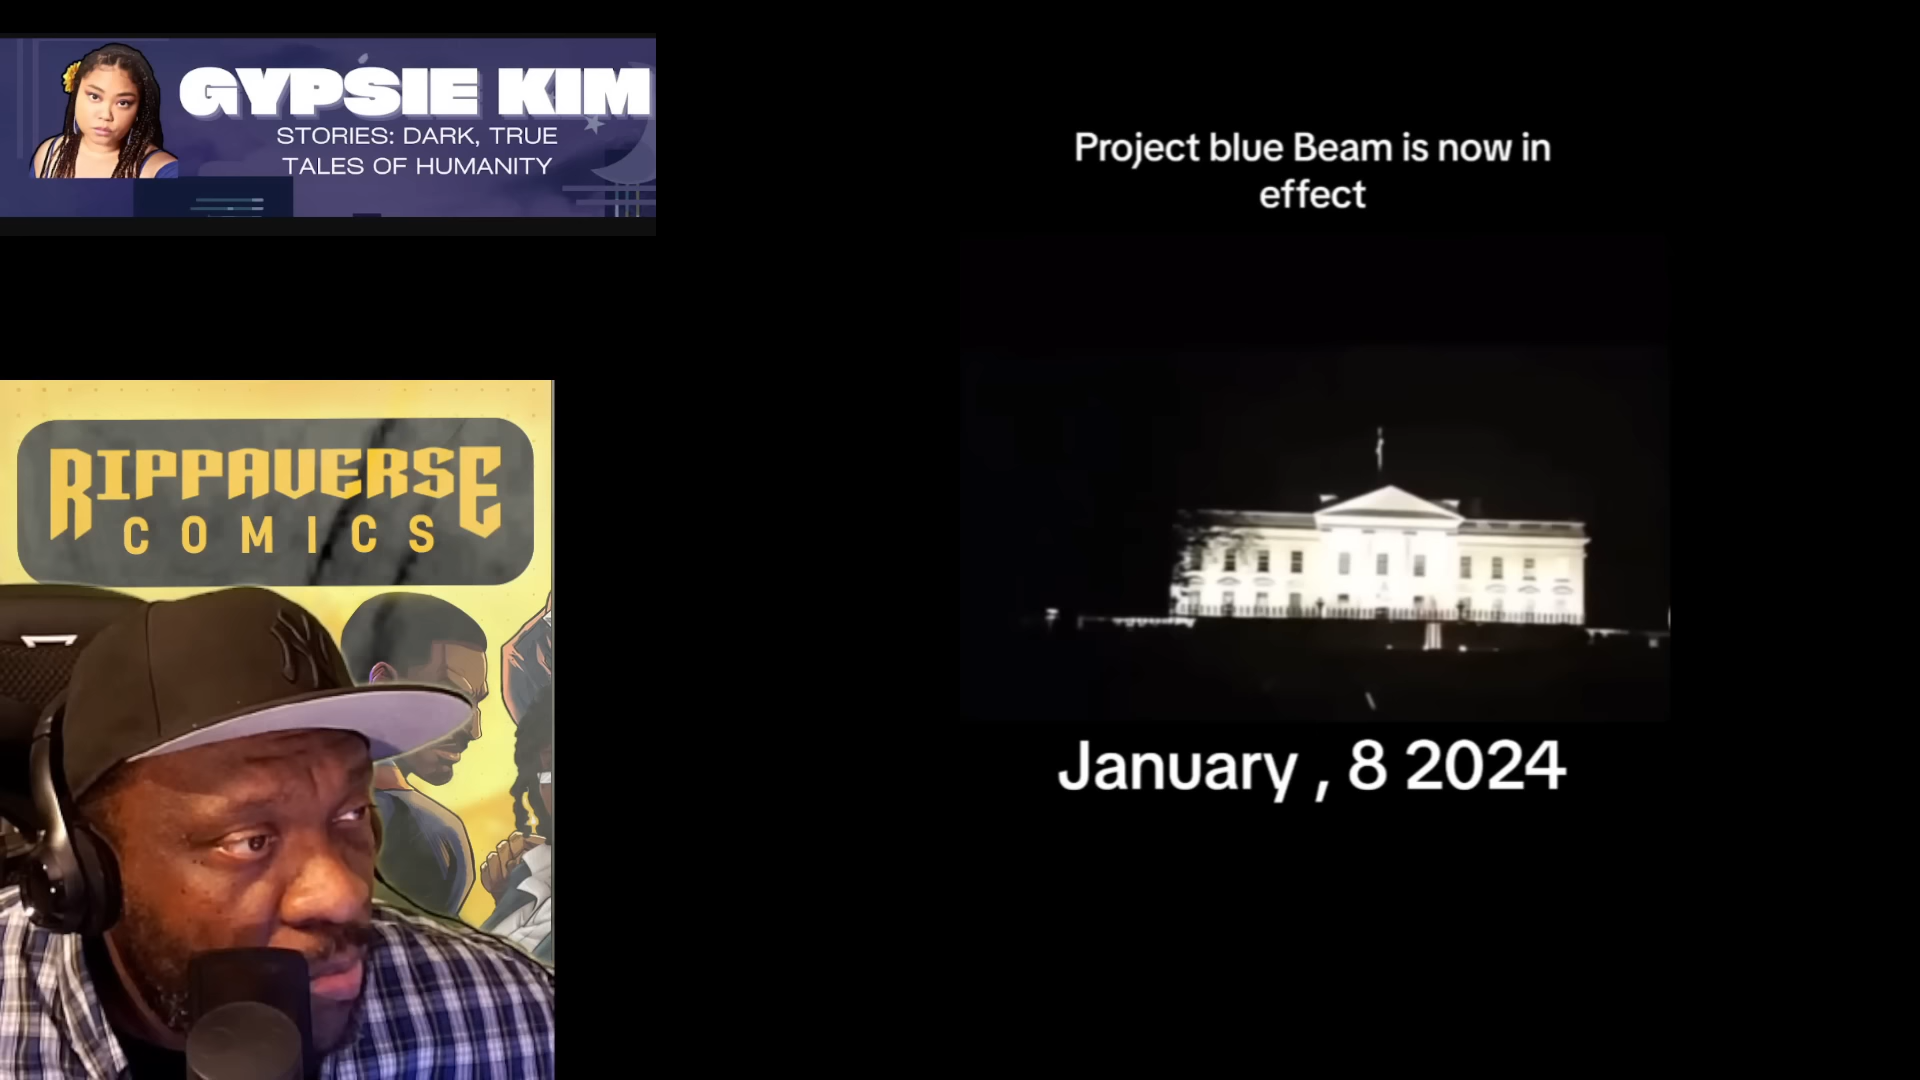 GYPSIE KIM
STORIES: DARK, TRUE
TALES OF HUMANITY
Project blue Beam is now in
effect
RIPPAVERSE
COMICS
January , 8 2024